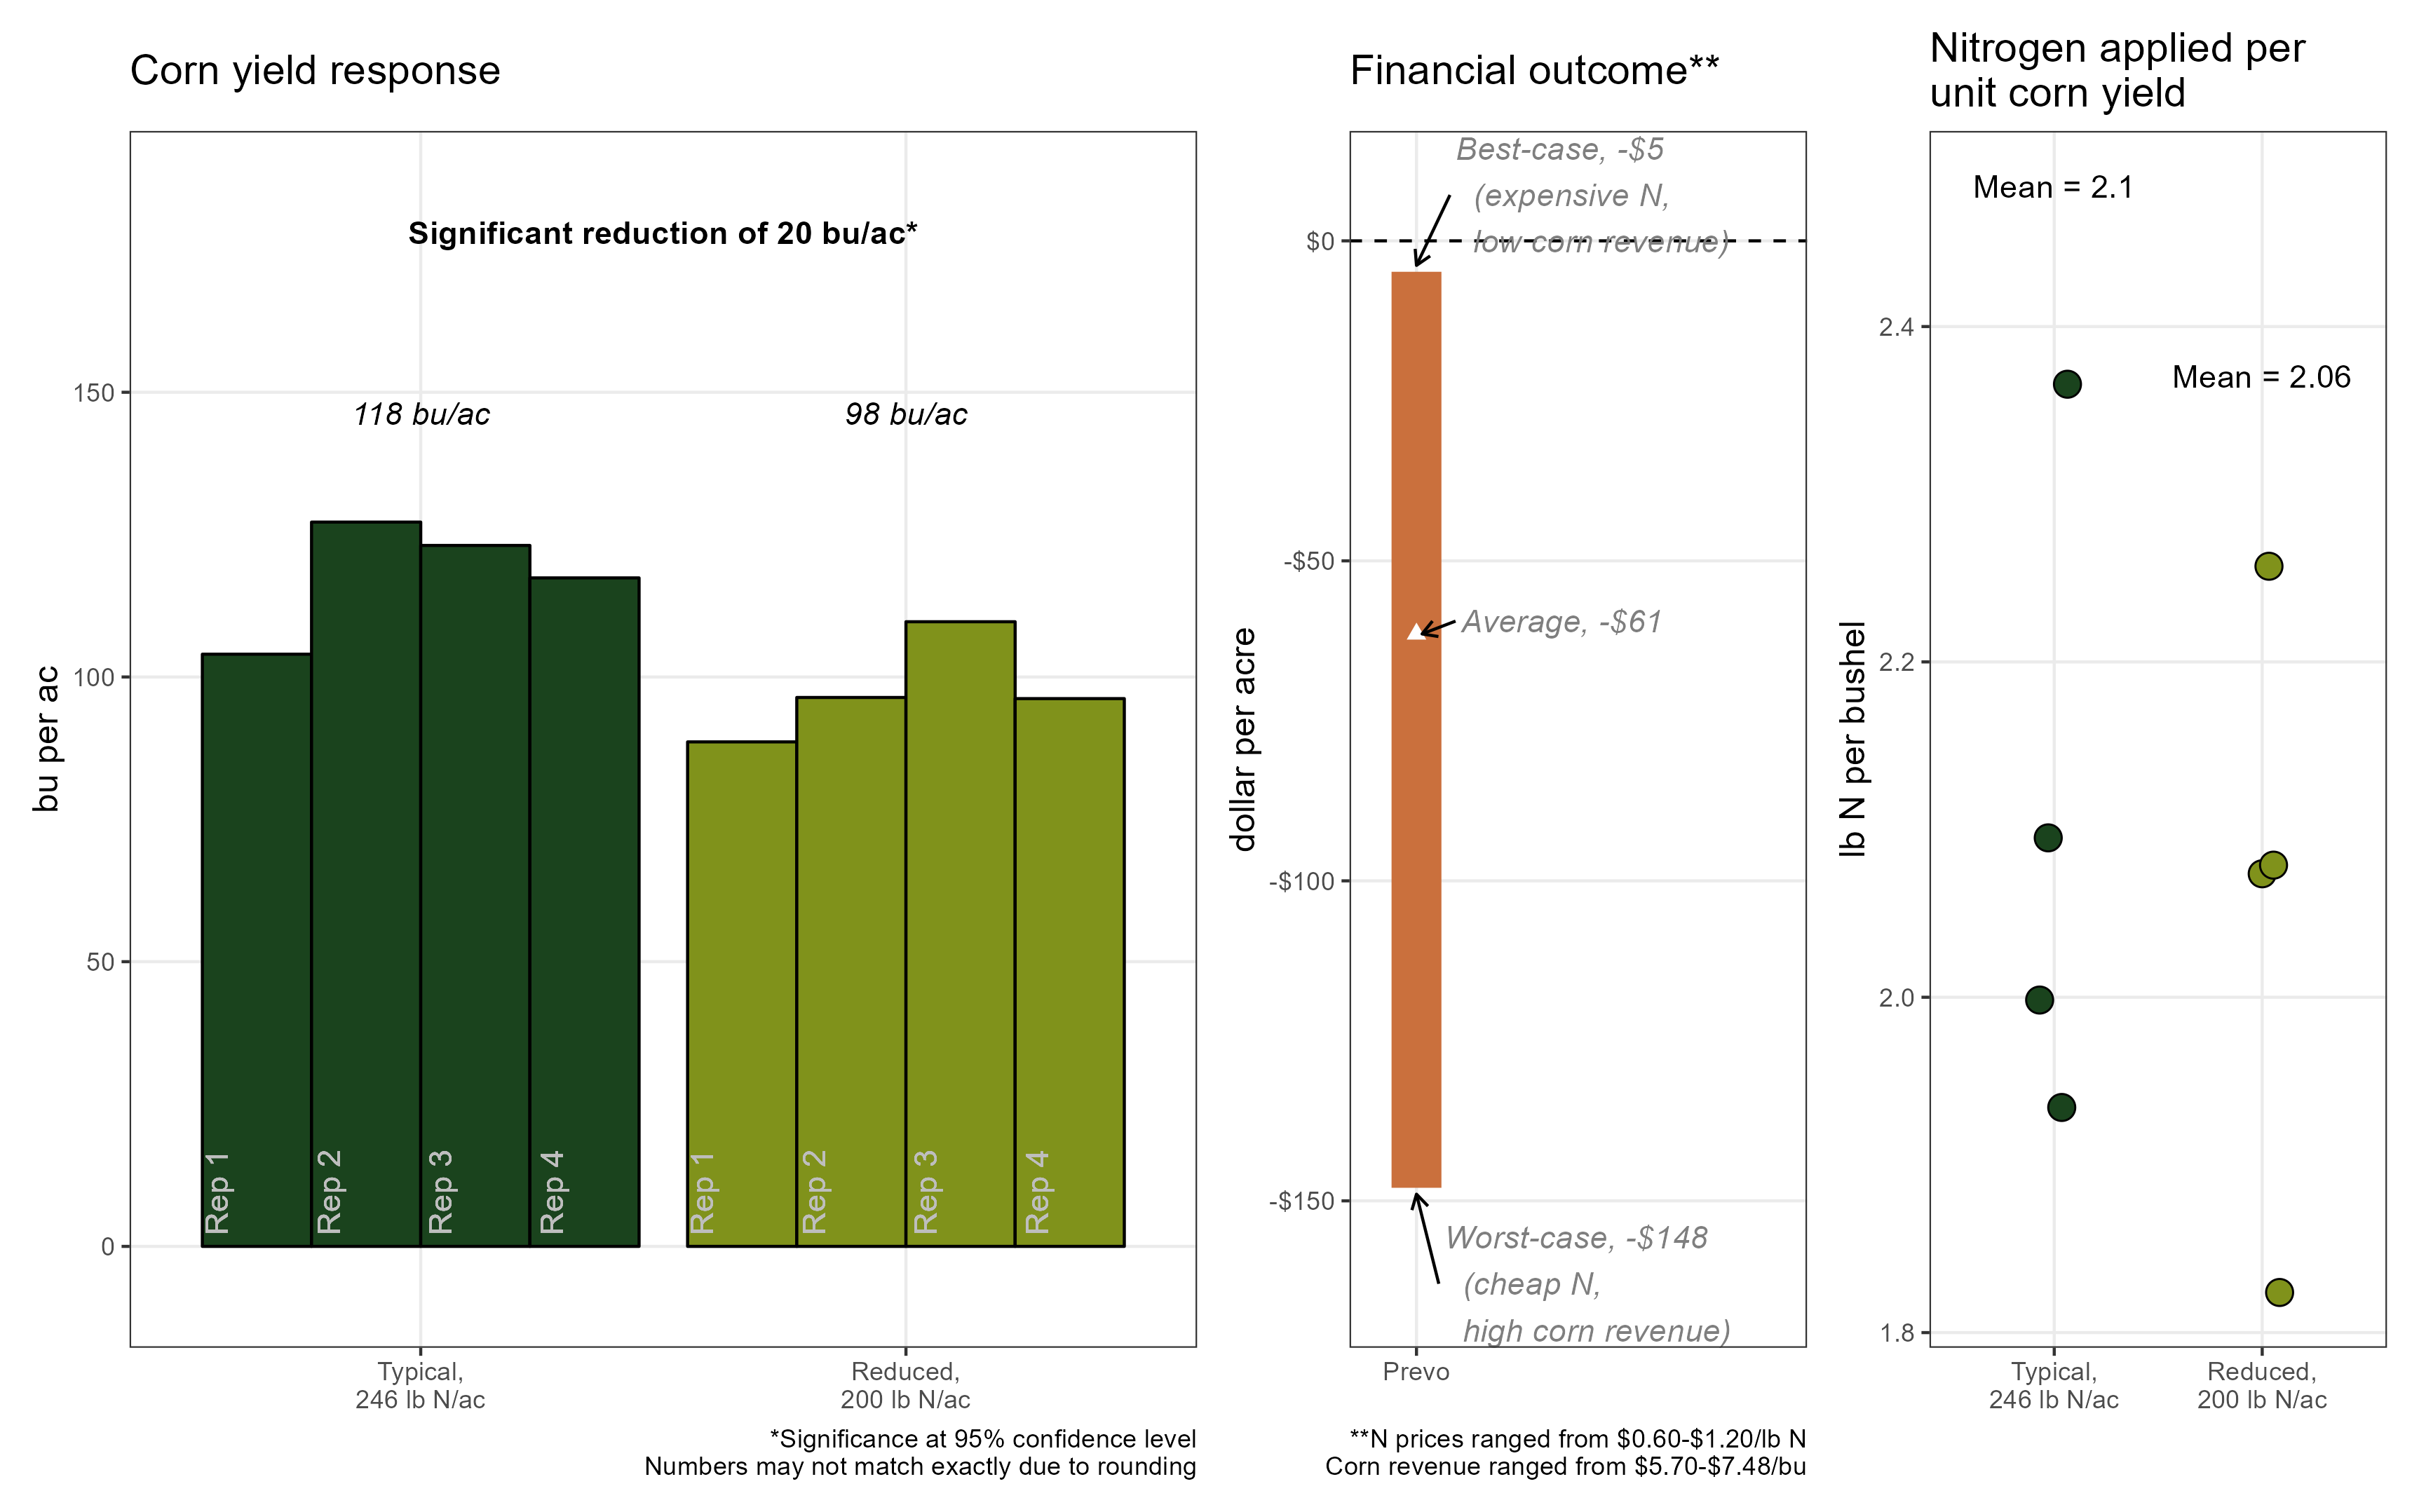 Corn yield response
Significant reduction of 20 bu/ac*
118 bu/ac
98 bu/ac
bu per ac
150
100
50
0
Rep 1
Rep 2
Rep 3
Rep 4
Rep 1
Rep 2
Rep 3
Rep 4
Typical,
246 lb N/ac
Reduced,
200 lb N/ac
*Significance at 95% confidence level
Numbers may not match exactly due to rounding
Financial outcome**
Best-case, -$5
(expensive N,
low corn revenue)
Average, -$61
Worst-case, -$148
(cheap N,
high corn revenue)
dollar per acre
$0
-$50
-$100
-$150
Prevo
**N prices ranged from $0.60-$1.20/lb N
Corn revenue ranged from $5.70-$7.48/bu
Nitrogen applied per
unit corn yield
Mean = 2.1
Mean = 2.06
lb N per bushel
2.4
2.2
2.0
1.8
Typical,
246 lb N/ac
Reduced,
200 lb N/ac